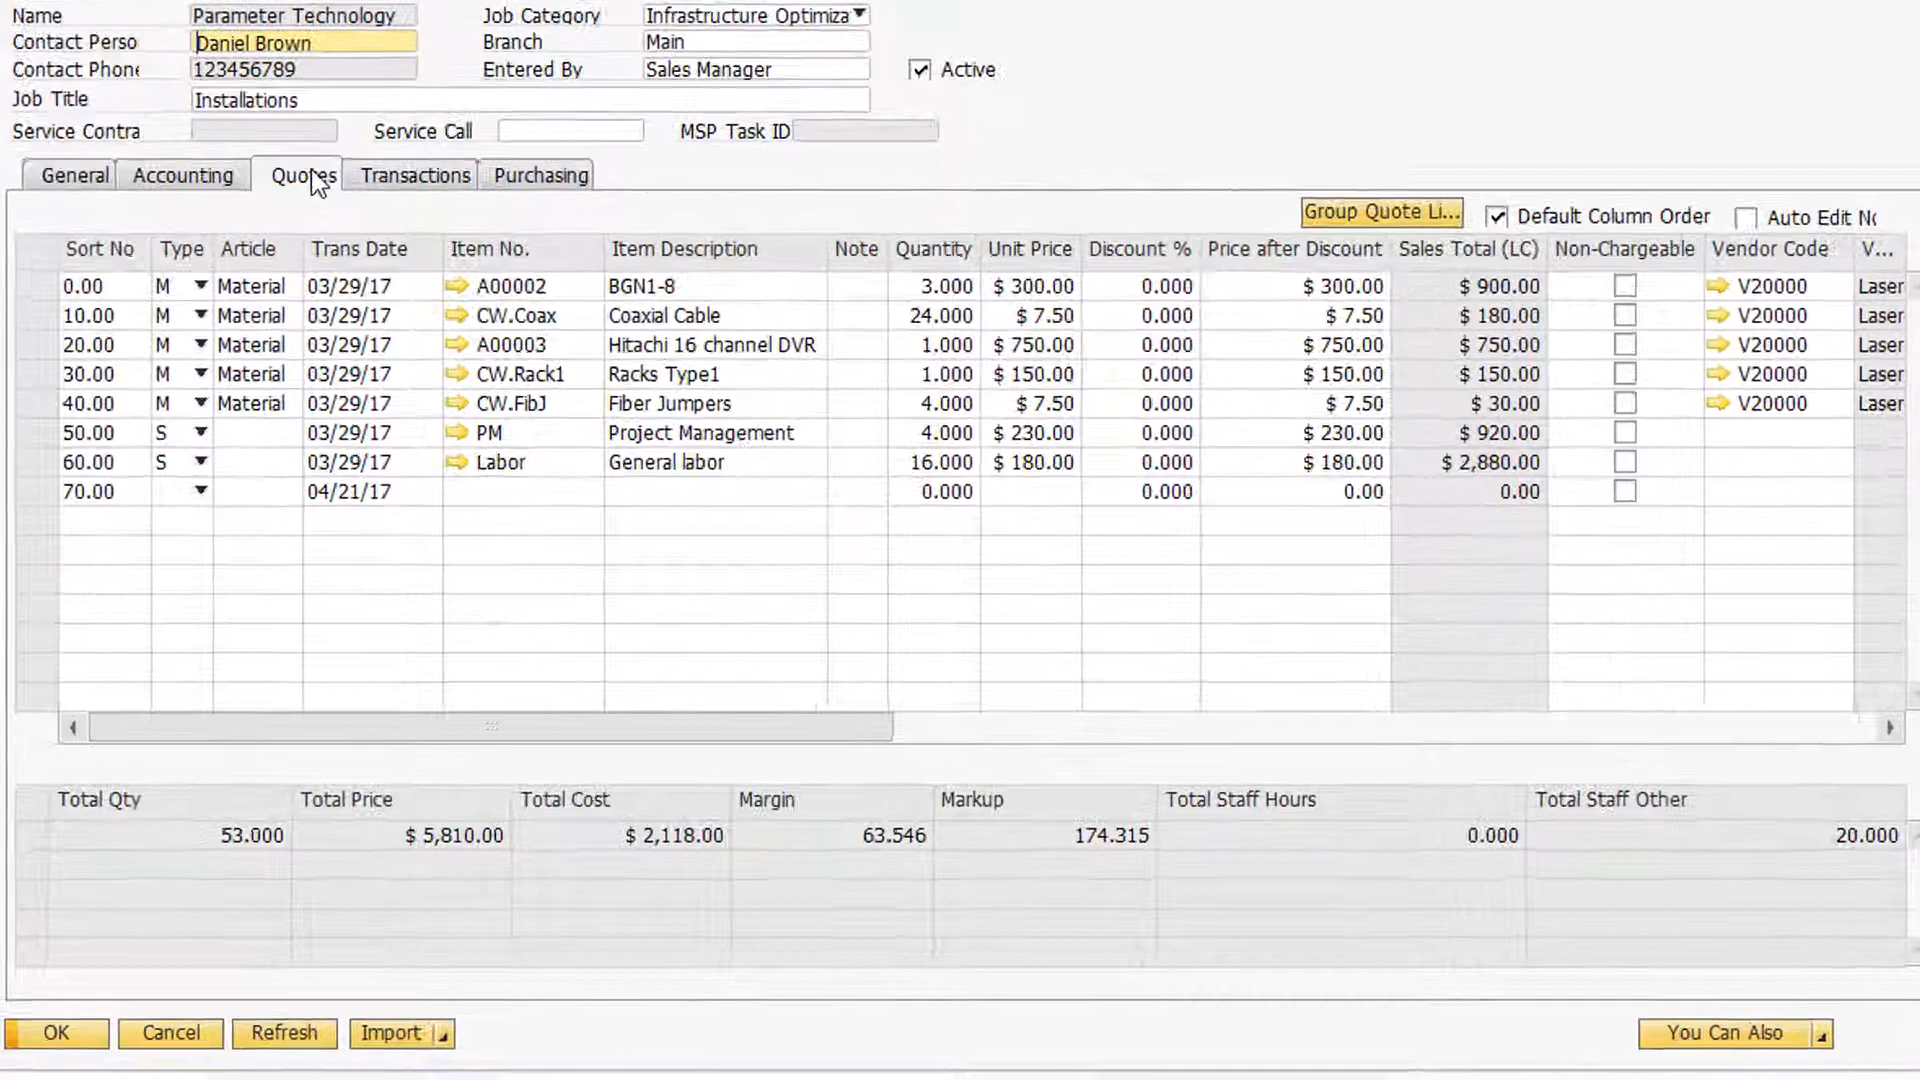 Name Parameter Technology Job Category Infrastructure Optimiza
Contact Perso Daniel Brown Branch Main
Contact Phone 123456789 Entered By Sales Manager Active
Job Title Installations
Service Contra Service Call MSP Task ID
General Accounting Quotes Transactions Purchasing
Group Quote Li... Default Column Order Auto Edit No
Sort No Type Article Trans Date Item No. Item Description Note Quantity Unit Price Discount % Price after Discount Sales Total (LC) Non-Chargeable Vendor Code V...
0.00 M Material 03/29/17 A00002 BGN1-8 3.000 $ 300.00 0.000 $ 300.00 $ 900.00 V20000 Laser
10.00 M Material 03/29/17 CW.Coax Coaxial Cable 24.000 $ 7.50 0.000 $ 7.50 $ 180.00 V20000 Laser
20.00 M Material 03/29/17 A00003 Hitachi 16 channel DVR 1.000 $ 750.00 0.000 $ 750.00 $ 750.00 V20000 Laser
30.00 M Material 03/29/17 CW.Rack1 Racks Type1 1.000 $ 150.00 0.000 $ 150.00 $ 150.00 V20000 Laser
40.00 M Material 03/29/17 CW.FibJ Fiber Jumpers 4.000 $ 7.50 0.000 $ 7.50 $ 30.00 V20000 Laser
50.00 S 03/29/17 PM Project Management 4.000 $ 230.00 0.000 $ 230.00 $ 920.00
60.00 S 03/29/17 Labor General labor 16.000 $ 180.00 0.000 $ 180.00 $ 2,880.00
70.00 04/21/17 0.000 0.000 0.00 0.00
Total Qty Total Price Total Cost Margin Markup Total Staff Hours Total Staff Other
53.000 $ 5,810.00 $ 2,118.00 63.546 174.315 0.000 20.000
OK Cancel Refresh Import You Can Also